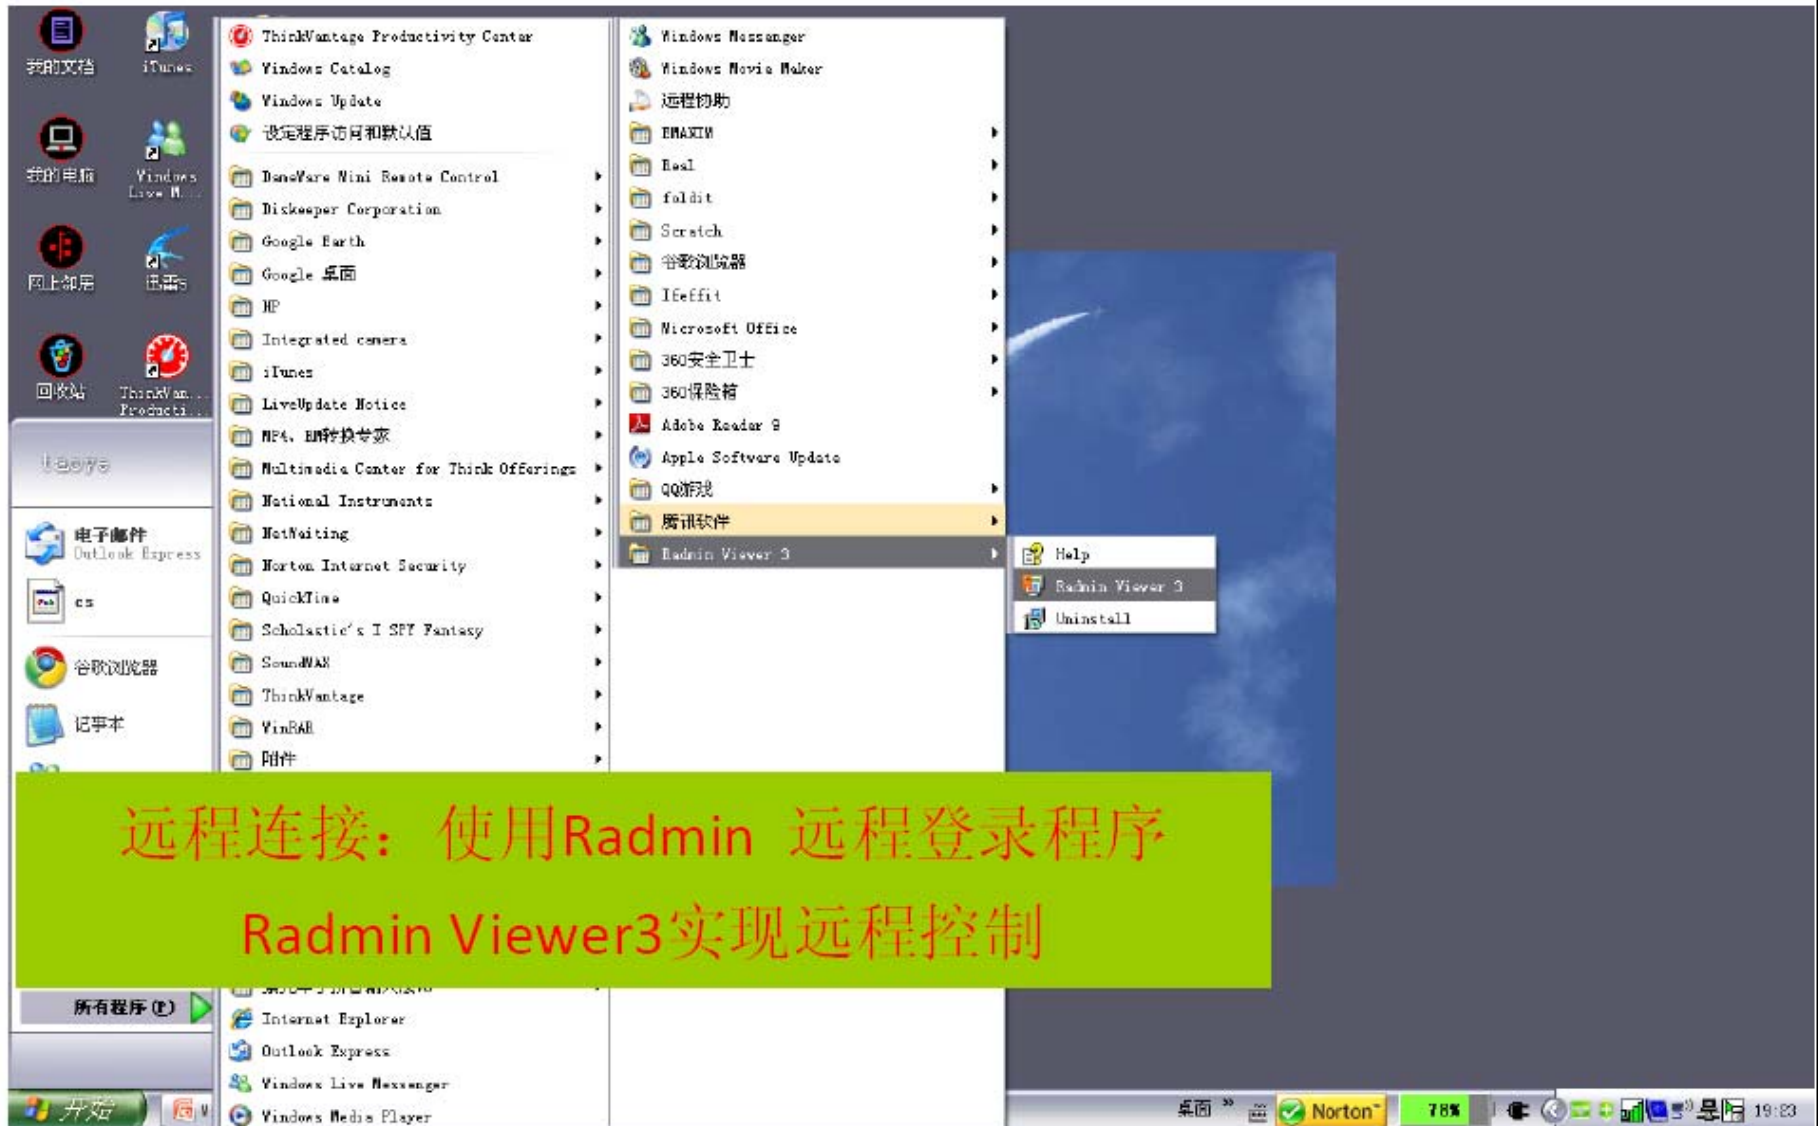 我的文档
iTunes
我的电脑
Windows
Live M...
网上邻居
迅雷5
回收站
ThinkVan...
Producti...
电子邮件
Outlook Express
cs
谷歌浏览器
记事本
所有程序(P)
ThinkVantage Productivity Center
Windows Catalog
Windows Update
设定程序访问和默认值
DameWare Mini Remote Control
Diskeeper Corporation
Google Earth
Google 桌面
HP
Integrated camera
iTunes
LiveUpdate Notice
MP4、RM转换专家
Multimedia Center for Think Offerings
National Instruments
NetWaiting
Norton Internet Security
QuickTime
Scholastic's I SPY Fantasy
SoundMAX
ThinkVantage
WinRAR
附件
Internet Explorer
Outlook Express
Windows Live Messenger
Windows Media Player
Windows Messenger
Windows Movie Maker
远程协助
Real
foldit
Scratch
谷歌浏览器
Ifeffit
Microsoft Office
360安全卫士
360保险箱
Adobe Reader 9
Apple Software Update
QQ游戏
腾讯软件
Radmin Viewer 3
Help
Radmin Viewer 3
Uninstall
远程连接：使用Radmin 远程登录程序
Radmin Viewer3实现远程控制
开始
桌面
Norton
78%
19:23